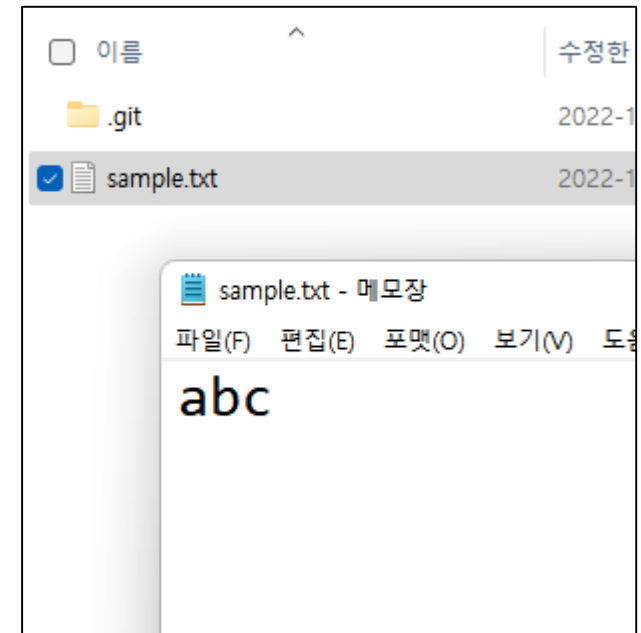 이름 수정한
.git 2022-1
sample.txt 2022-1
sample.txt - 메모장
파일(F) 편집(E) 포맷(O) 보기(V)
abc